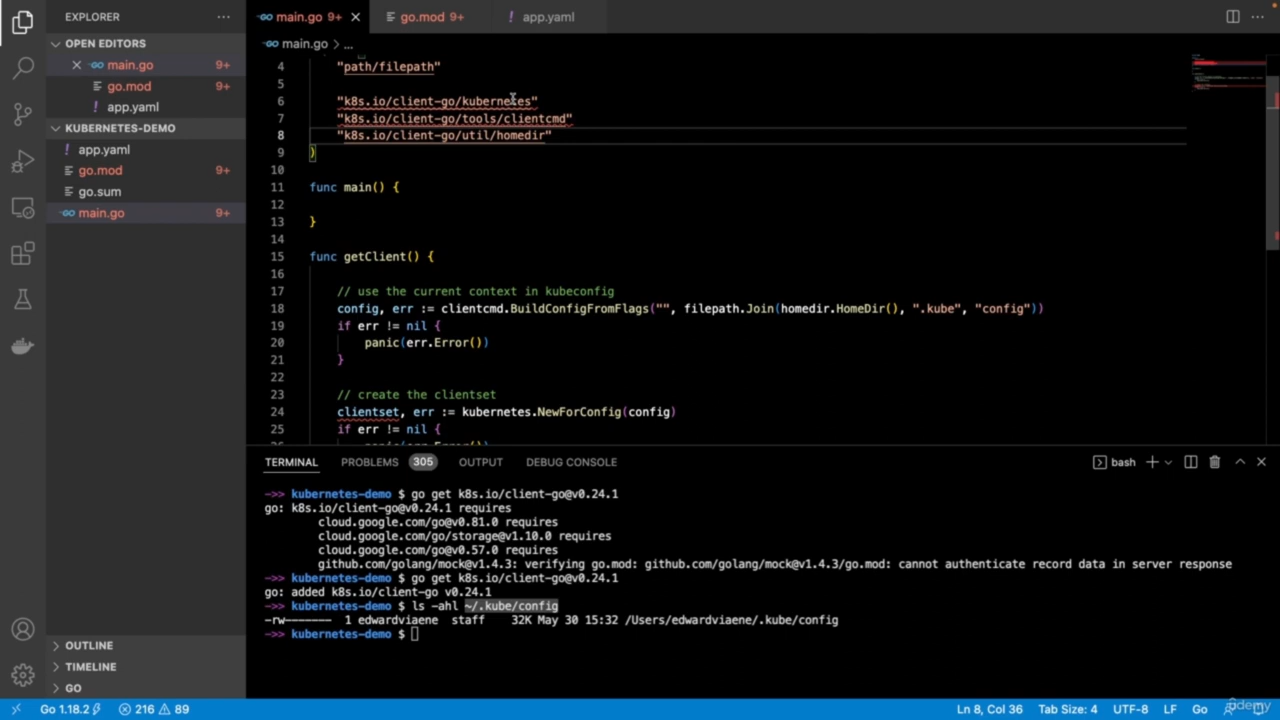 EXPLORER
main.go 9+
go.mod 9+
app.yaml
OPEN EDITORS
main.go 9+
go.mod 9+
app.yaml
KUBERNETES-DEMO
app.yaml
go.mod 9+
go.sum
main.go 9+
OUTLINE
TIMELINE
GO
main.go > ...
4 "path/filepath"
5
6 "k8s.io/client-go/kubernetes"
7 "k8s.io/client-go/tools/clientcmd"
8 "k8s.io/client-go/util/homedir"
9 )
10
11 func main() {
12
13 }
14
15 func getClient() {
16
17 // use the current context in kubeconfig
18 config, err := clientcmd.BuildConfigFromFlags("", filepath.Join(homedir.HomeDir(), ".kube", "config"))
19 if err != nil {
20 panic(err.Error())
21 }
22
23 // create the clientset
24 clientset, err := kubernetes.NewForConfig(config)
25 if err != nil {
TERMINAL PROBLEMS 305 OUTPUT DEBUG CONSOLE
bash
->> kubernetes-demo $ go get k8s.io/client-go@v0.24.1
go: k8s.io/client-go@v0.24.1 requires
cloud.google.com/go@v0.81.0 requires
cloud.google.com/go/storage@v1.10.0 requires
cloud.google.com/go@v0.57.0 requires
github.com/golang/mock@v1.4.3: verifying go.mod: github.com/golang/mock@v1.4.3/go.mod: cannot authenticate record data in server response
->> kubernetes-demo $ go get k8s.io/client-go@v0.24.1
go: added k8s.io/client-go v0.24.1
->> kubernetes-demo $ ls -ahl ~/.kube/config
-rw------- 1 edwardviaene staff 32K May 30 15:32 /Users/edwardviaene/.kube/config
->> kubernetes-demo $
Go 1.18.2 216 89
Ln 8, Col 36 Tab Size: 4 UTF-8 LF Go
udemy